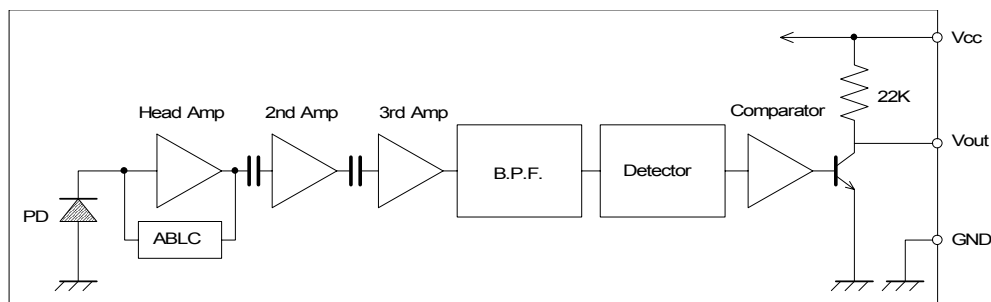 Vcc
22K
Head Amp
2nd Amp
3rd Amp
Comparator
Vout
B.P.F.
Detector
PD
ABLC
GND